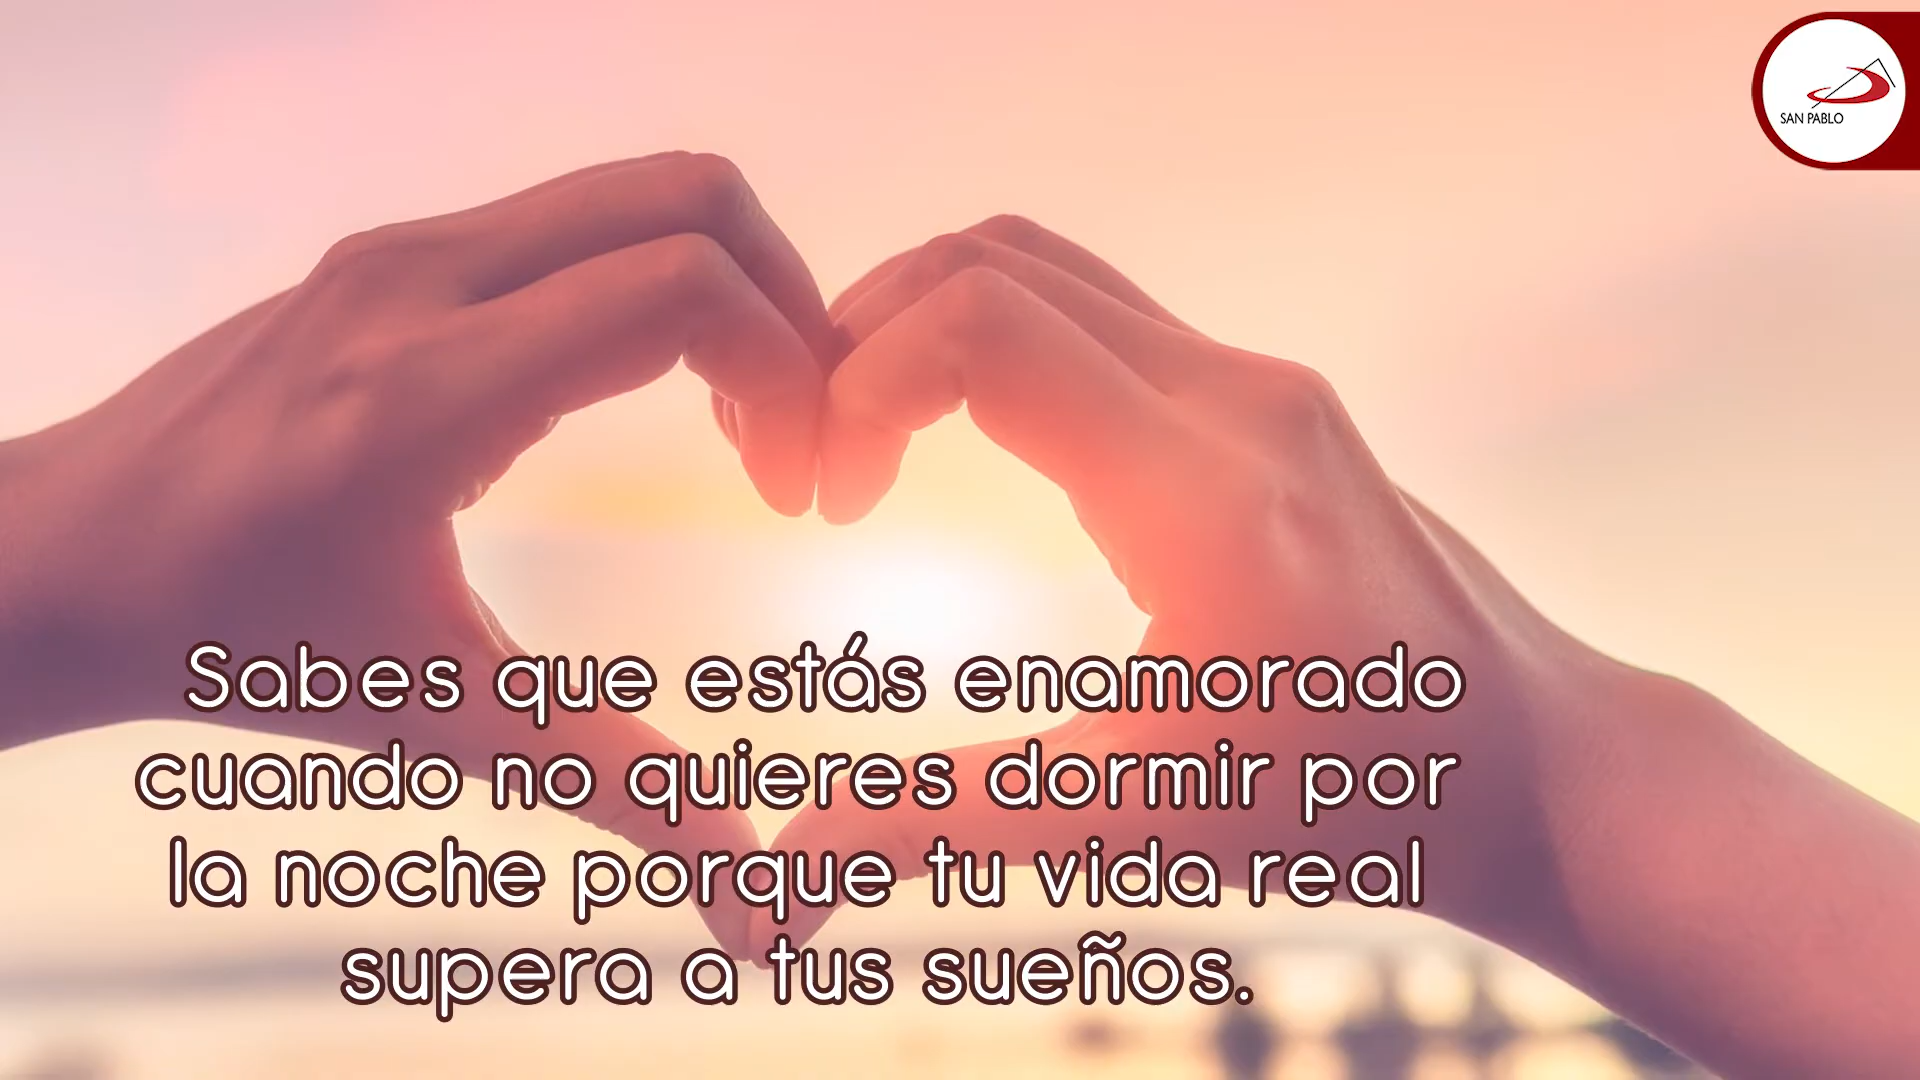 SAN PABLO
Sabes que estás enamorado
cuando no quieres dormir por
la noche porque tu vida real
supera a tus sueños.